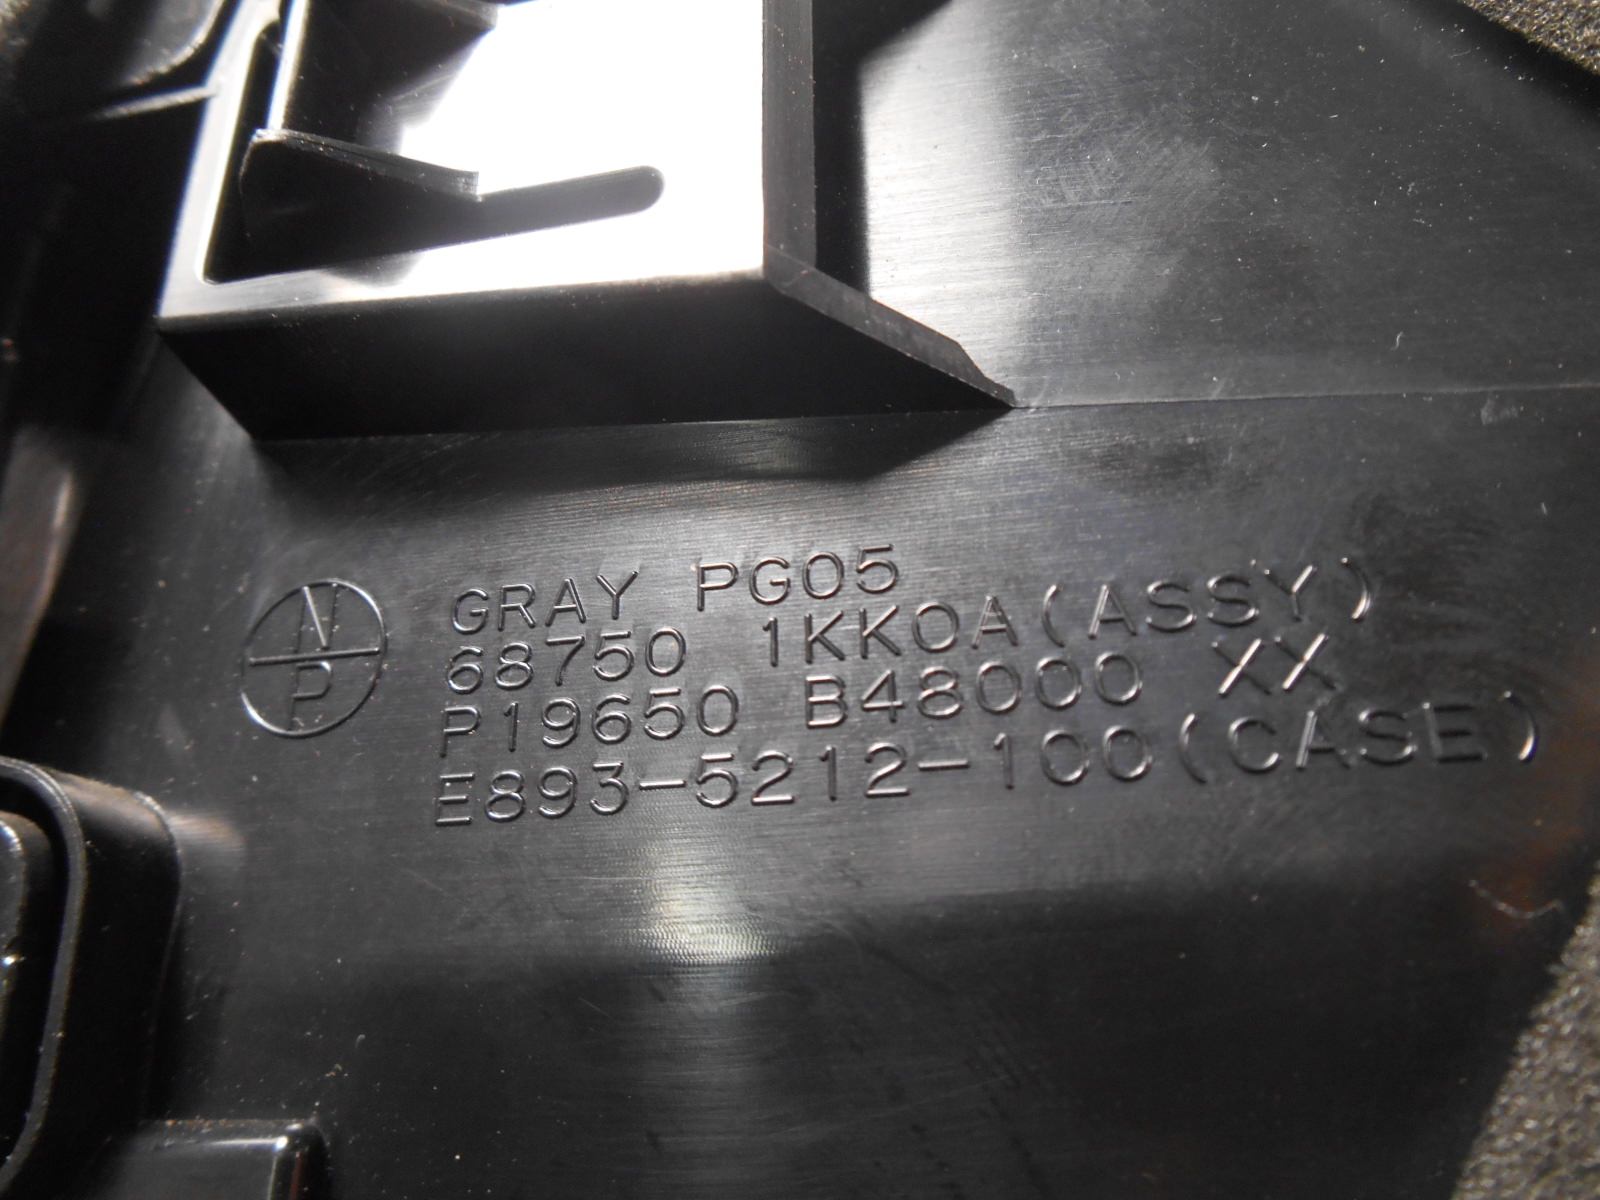 N
P
GRAY PG05
68750 1KK0A(ASSY)
P19650 B48000 XX
E893-5212-100(CASE)